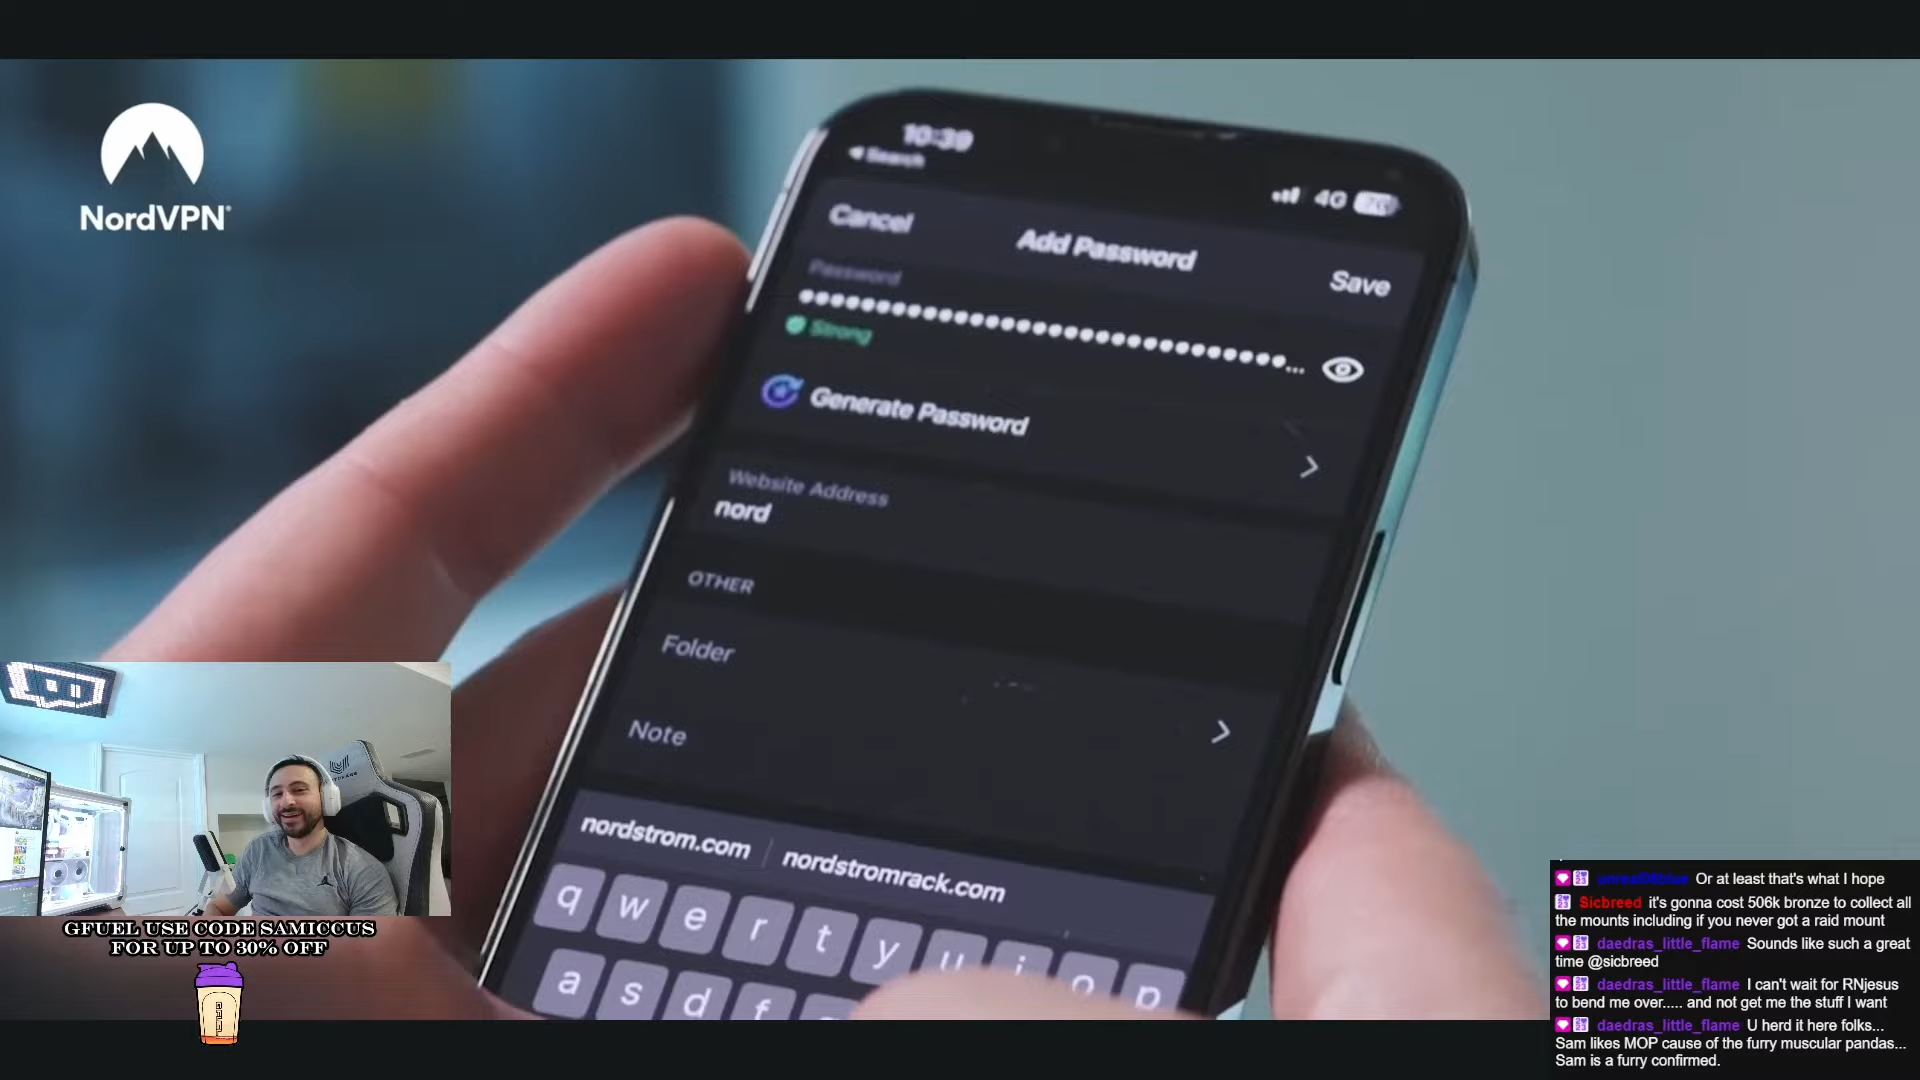 NordVPN®
10:39
Search
4G
Cancel
Add Password
Save
Password
Strong
Generate Password
Website Address
nord
OTHER
Folder
Note
nordstrom.com
nordstromrack.com
q w e r t y u i o p
a s d f
GFUEL USE CODE SAMICCUS
FOR UP TO 30% OFF
Or at least that's what I hope
Sicbreed it's gonna cost 506k bronze to collect all
the mounts including if you never got a raid mount
daedras_little_flame Sounds like such a great
time @sicbreed
daedras_little_flame I can't wait for RNjesus
to bend me over..... and not get me the stuff I want
daedras_little_flame U herd it here folks...
Sam likes MOP cause of the furry muscular pandas...
Sam is a furry confirmed.